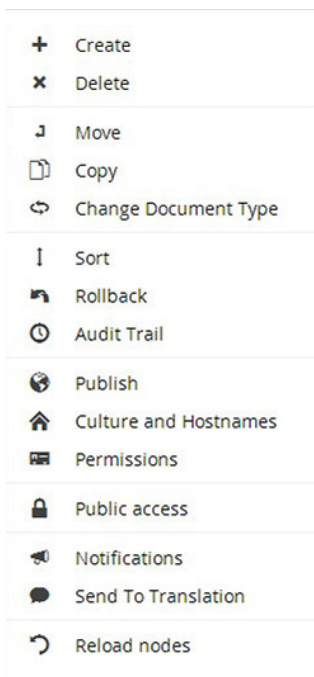 Create
Delete
Move
Copy
Change Document Type
Sort
Rollback
Audit Trail
Publish
Culture and Hostnames
Permissions
Public access
Notifications
Send To Translation
Reload nodes